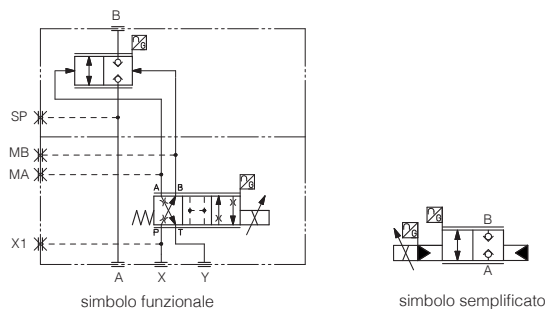 B
G
SP
MB
MA
A B
G
P T
X1
A X Y
simbolo funzionale
G
G
B
A
simbolo semplificato